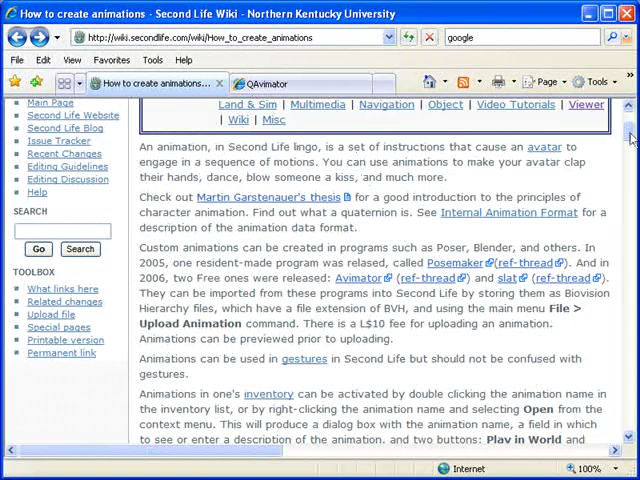 How to create animations - Second Life Wiki - Northern Kentucky University
http://wiki.secondlife.com/wiki/How_to_create_animations
google
File Edit View Favorites Tools Help
How to create animations... QAvimator
Page Tools
Main Page
Second Life Website
Second Life Blog
Issue Tracker
Recent Changes
Editing Guidelines
Editing Discussion
Help
SEARCH
Go Search
TOOLBOX
What links here
Related changes
Upload file
Special pages
Printable version
Permanent link
Land & Sim | Multimedia | Navigation | Object | Video Tutorials | Viewer
| Wiki | Misc
An animation, in Second Life lingo, is a set of instructions that cause an avatar to
engage in a sequence of motions. You can use animations to make your avatar clap
their hands, dance, blow someone a kiss, and much more.
Check out Martin Garstenauer's thesis for a good introduction to the principles of
character animation. Find out what a quaternion is. See Internal Animation Format for a
description of the animation data format.
Custom animations can be created in programs such as Poser, Blender, and others. In
2005, one resident-made program was relased, called Posemaker (ref-thread). And in
2006, two Free ones were released: Avimator (ref-thread) and slat (ref-thread).
They can be imported from these programs into Second Life by storing them as Biovision
Hierarchy files, which have a file extension of BVH, and using the main menu File >
Upload Animation command. There is a L$10 fee for uploading an animation.
Animations can be previewed prior to uploading.
Animations can be used in gestures in Second Life but should not be confused with
gestures.
Animations in one's inventory can be activated by double clicking the animation name in
the inventory list, or by right-clicking the animation name and selecting Open from the
context menu. This will produce a dialog box with the animation name, a field in which
to see or enter a description of the animation, and two buttons: Play in World and
Internet 100%